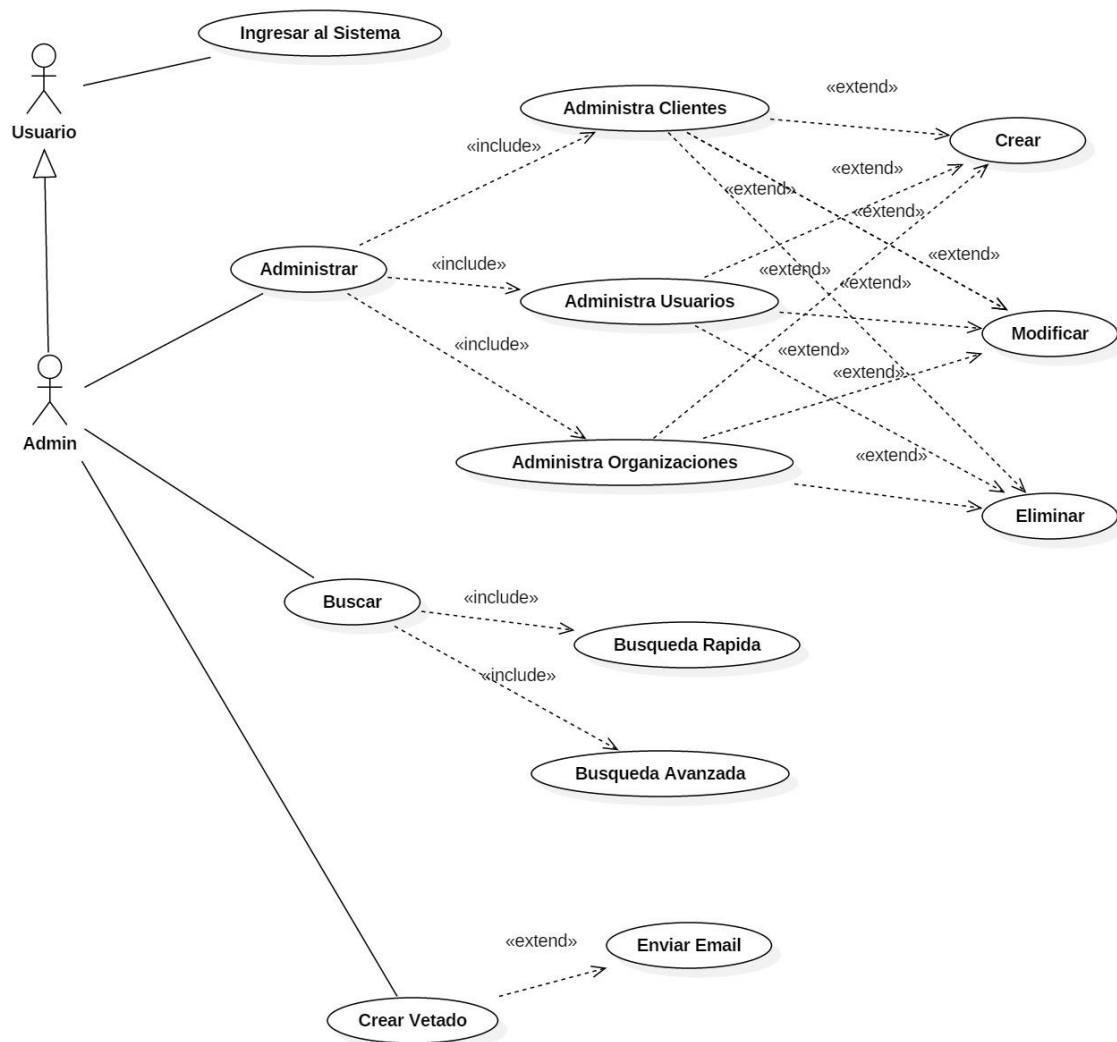 Ingresar al Sistema
Usuario
Administra Clientes
«extend»
Crear
«include»
«extend»
«extend»
«extend»
Administrar
«include»
Administra Usuarios
«extend»
«extend»
Modificar
«include»
«extend»
«extend»
Admin
Administra Organizaciones
«extend»
Eliminar
Buscar
«include»
Busqueda Rapida
«include»
Busqueda Avanzada
«extend»
Enviar Email
Crear Vetado